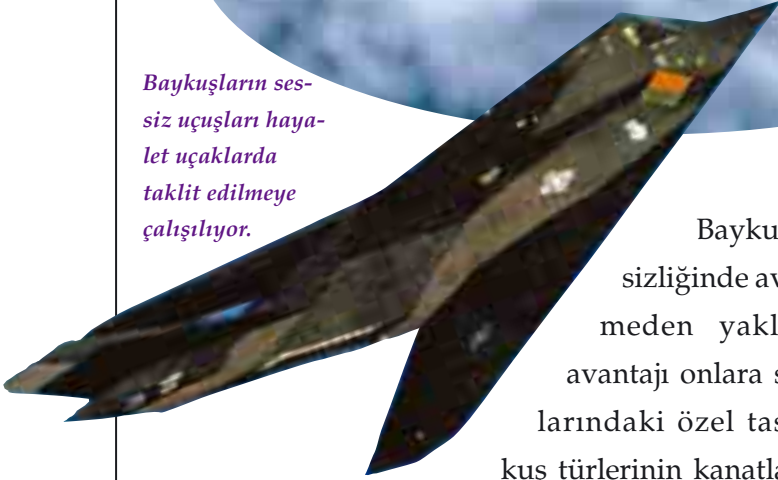 Baykuşların ses-
siz uçuşları haya-
let uçaklarda
taklit edilmeye
çalışılıyor.
Bayku
sizliğinde av
meden yakl
avantajı onlara s
larındaki özel tas
kuş türlerinin kanatla